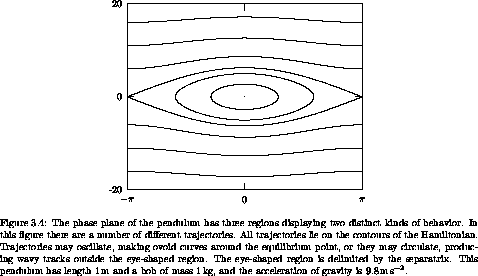 20
0
-20
−π 0 π
Figure 3.4: The phase plane of the pendulum has three regions displaying two distinct kinds of behavior. In
this figure there are a number of different trajectories. All trajectories lie on the contours of the Hamiltonian.
Trajectories may oscillate, making ovoid curves around the equilibrium point, or they may circulate, produc-
ing wavy tracks outside the eye-shaped region. The eye-shaped region is delimited by the separatrix. This
pendulum has length 1m and a bob of mass 1 kg, and the acceleration of gravity is 9.8m s⁻².